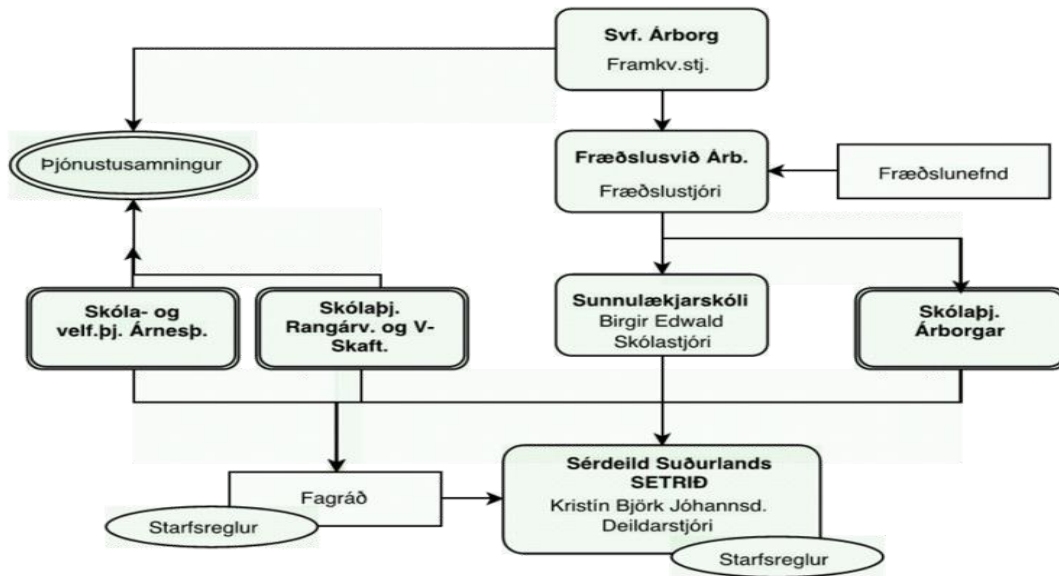 Svf. Árborg
Framkv.stj.
Þjónustusamningur
Fræðslusvið Árb.
Fræðslustjóri
Fræðslunefnd
Skóla- og
velf.þj. Árnesþ.
Skólaþj.
Rangárv. og V-
Skaft.
Sunnulækjarskóli
Birgir Edwald
Skólastjóri
Skólaþj.
Árborgar
Fagráð
Starfsreglur
Sérdeild Suðurlands
SETRIÐ
Kristín Björk Jóhannsd.
Deildarstjóri
Starfsreglur